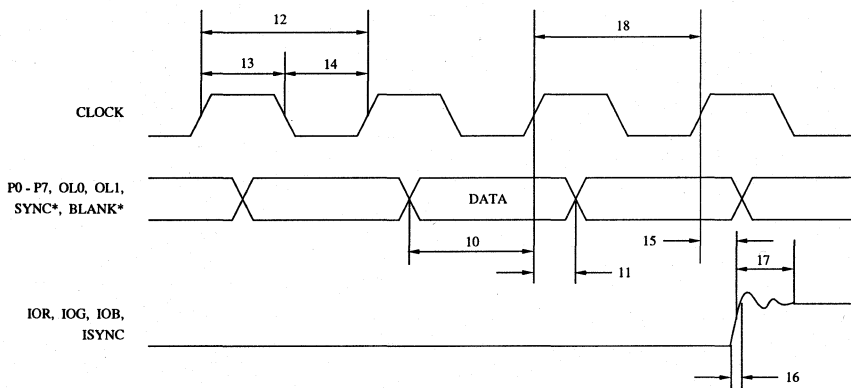 12
18
13
14
CLOCK
P0 - P7, OL0, OL1,
SYNC*, BLANK*
DATA
10
15
17
11
IOR, IOG, IOB,
ISYNC
16